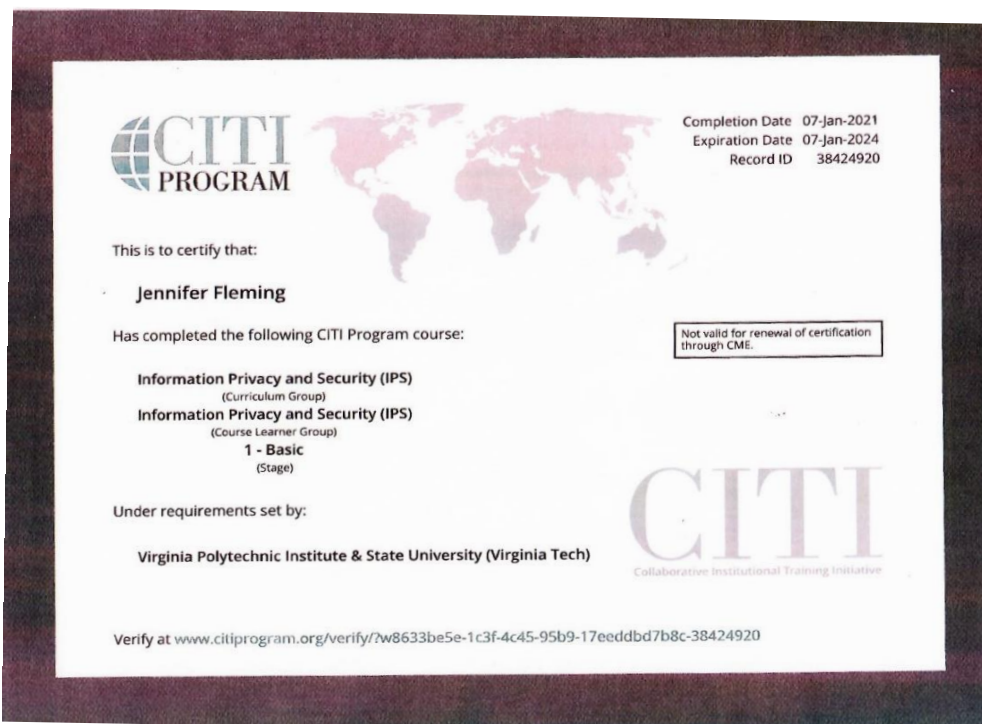 CITI
PROGRAM
Completion Date 07-Jan-2021
Expiration Date 07-Jan-2024
Record ID 38424920
This is to certify that:
Jennifer Fleming
Has completed the following CITI Program course:
Not valid for renewal of certification
through CME.
Information Privacy and Security (IPS)
(Curriculum Group)
Information Privacy and Security (IPS)
(Course Learner Group)
1 - Basic
(Stage)
Under requirements set by:
Virginia Polytechnic Institute & State University (Virginia Tech)
CITI
Collaborative Institutional Training Initiative
Verify at www.citiprogram.org/verify/?w8633be5e-1c3f-4c45-95b9-17eeddbd7b8c-38424920